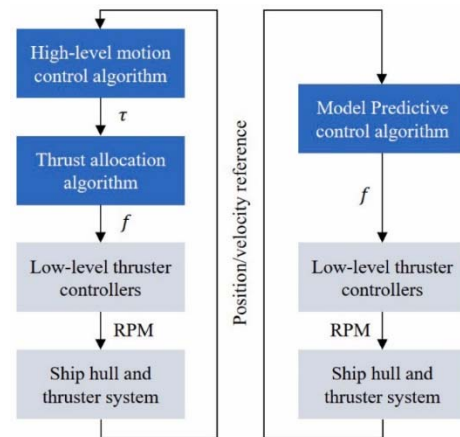 High-level motion
control algorithm
τ
Thrust allocation
algorithm
f
Low-level thruster
controllers
RPM
Ship hull and
thruster system
Position/velocity reference
Model Predictive
control algorithm
f
Low-level thruster
controllers
RPM
Ship hull and
thruster system